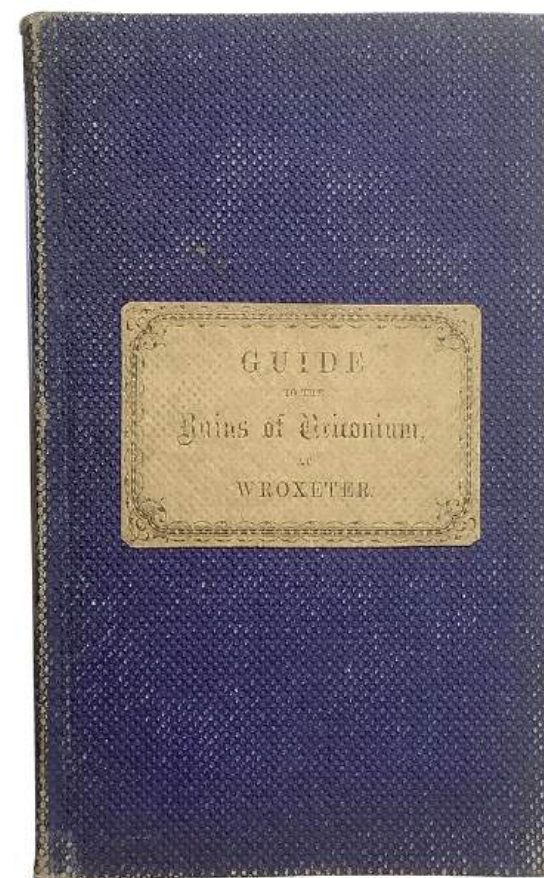 GUIDE
TO THE
Ruins of Uriconium,
AT
WROXETER.